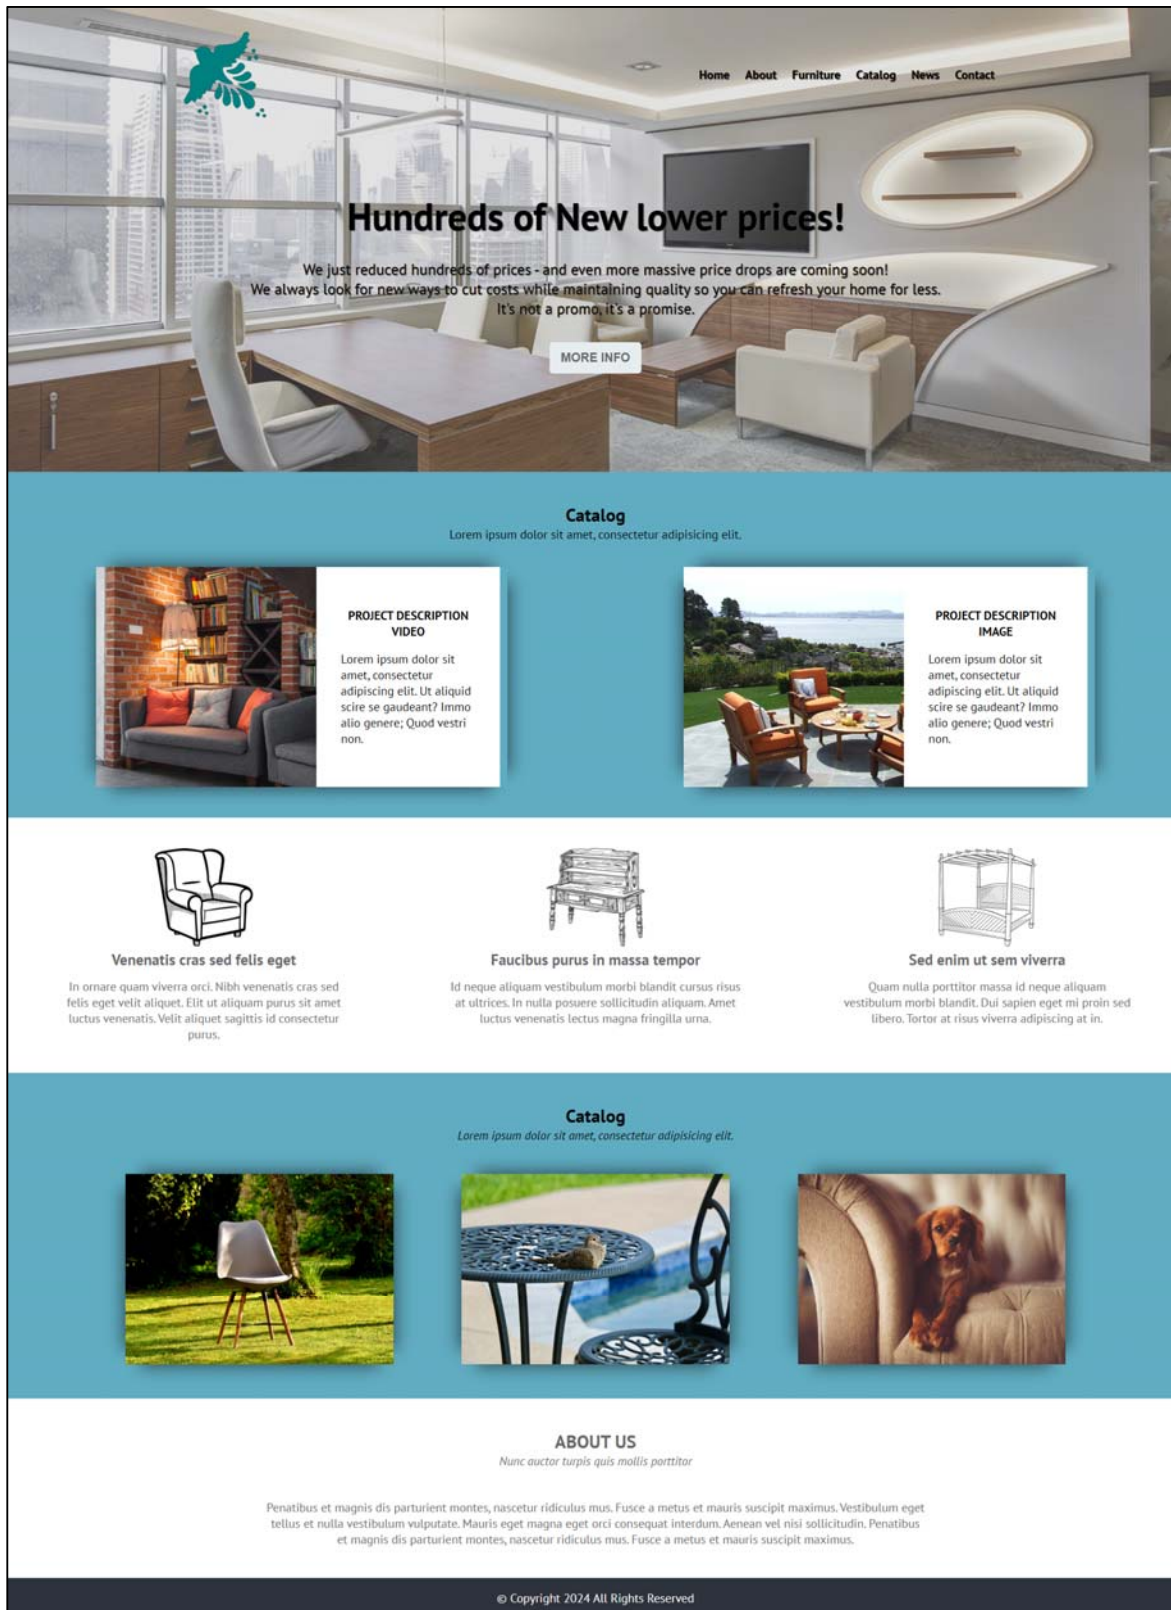 Home About Furniture Catalog News Contact
Hundreds of New lower prices!
We just reduced hundreds of prices - and even more massive price drops are coming soon!
We always look for new ways to cut costs while maintaining quality so you can refresh your home for less.
It's not a promo, it's a promise.
MORE INFO
Catalog
Lorem ipsum dolor sit amet, consectetur adipisicing elit.
PROJECT DESCRIPTION
VIDEO
Lorem ipsum dolor sit
amet, consectetur
adipiscing elit. Ut aliquid
scire se gaudeant? Immo
alio genere; Quod vestri
non.
PROJECT DESCRIPTION
IMAGE
Lorem ipsum dolor sit
amet, consectetur
adipiscing elit. Ut aliquid
scire se gaudeant? Immo
alio genere; Quod vestri
non.
Venenatis cras sed felis eget
In ornare quam viverra orci. Nibh venenatis cras sed
felis eget velit aliquet. Elit ut aliquam purus sit amet
luctus venenatis. Velit aliquet sagittis id consectetur
purus.
Faucibus purus in massa tempor
Id neque aliquam vestibulum morbi blandit cursus risus
at ultrices. In nulla posuere sollicitudin aliquam. Amet
luctus venenatis lectus magna fringilla urna.
Sed enim ut sem viverra
Quam nulla porttitor massa id neque aliquam
vestibulum morbi blandit. Dui sapien eget mi proin sed
libero. Tortor at risus viverra adipiscing at in.
Catalog
Lorem ipsum dolor sit amet, consectetur adipisicing elit.
ABOUT US
Nunc auctor turpis quis mollis porttitor
Penatibus et magnis dis parturient montes, nascetur ridiculus mus. Fusce a metus et mauris suscipit maximus. Vestibulum eget
tellus et nulla vestibulum vulputate. Mauris eget magna eget orci consequat interdum. Aenean vel nisi sollicitudin. Penatibus
et magnis dis parturient montes, nascetur ridiculus mus. Fusce a metus et mauris suscipit maximus.
© Copyright 2024 All Rights Reserved